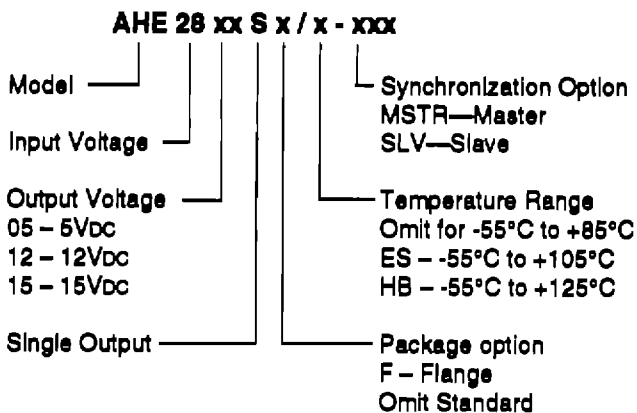 AHE 28 xx S x / x - xxx
Model
Input Voltage
Output Voltage
05 – 5VDC
12 – 12VDC
15 – 15VDC
Single Output
Synchronization Option
MSTR—Master
SLV—Slave
Temperature Range
Omit for -55°C to +85°C
ES – -55°C to +105°C
HB – -55°C to +125°C
Package option
F – Flange
Omit Standard